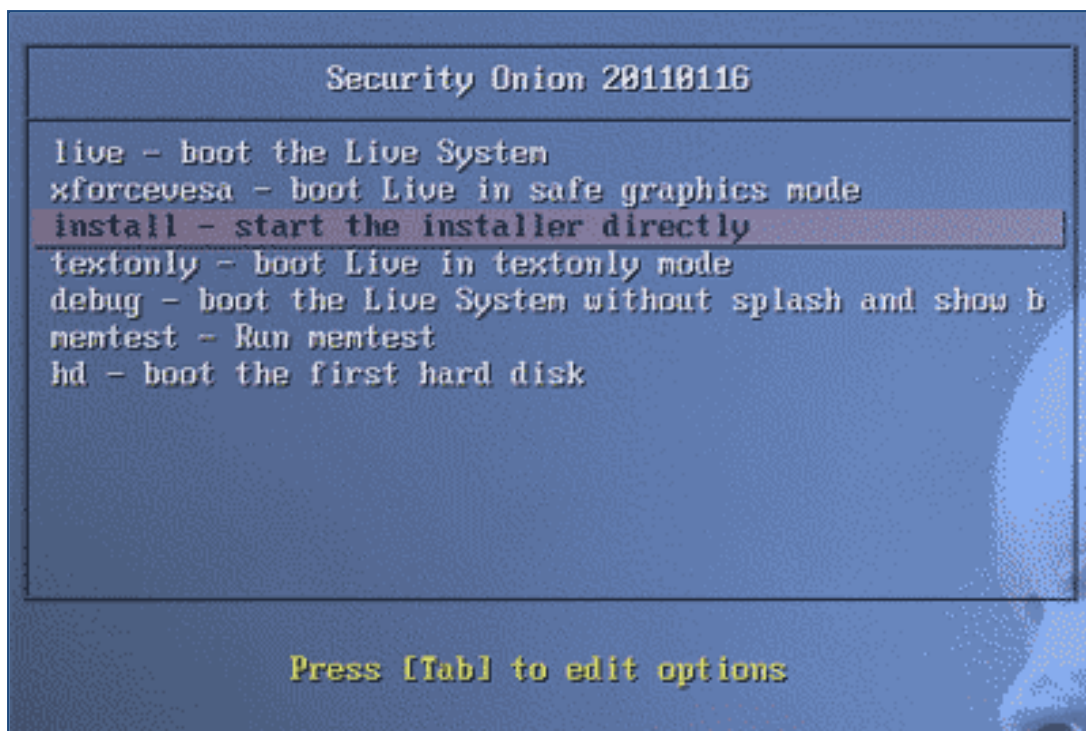 Security Onion 20110116
live - boot the Live System
xforcevesa - boot Live in safe graphics mode
install - start the installer directly
textonly - boot Live in textonly mode
debug - boot the Live System without splash and show b
memtest - Run memtest
hd - boot the first hard disk
Press [Tab] to edit options